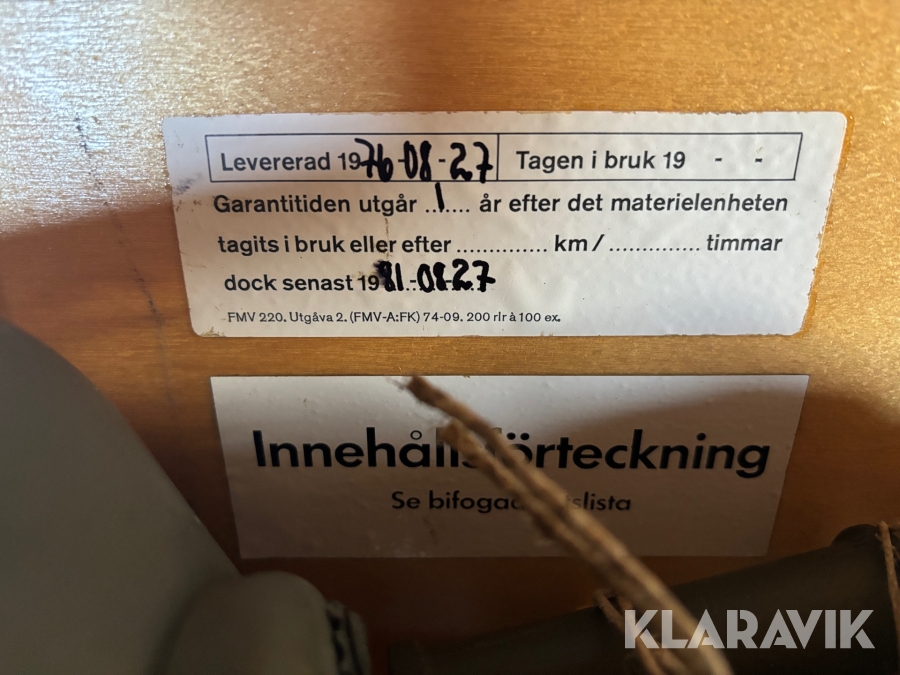 Levererad 1976-08-27 Tagen i bruk 19 - -
Garantitiden utgår ..1.... år efter det materielenheten
tagits i bruk eller efter ............. km / ............. timmar
dock senast 1981-08-27
FMV 220. Utgåva 2. (FMV-A:FK) 74-09. 200 rlr à 100 ex.
Innehållsförteckning
Se
KLARAVIK